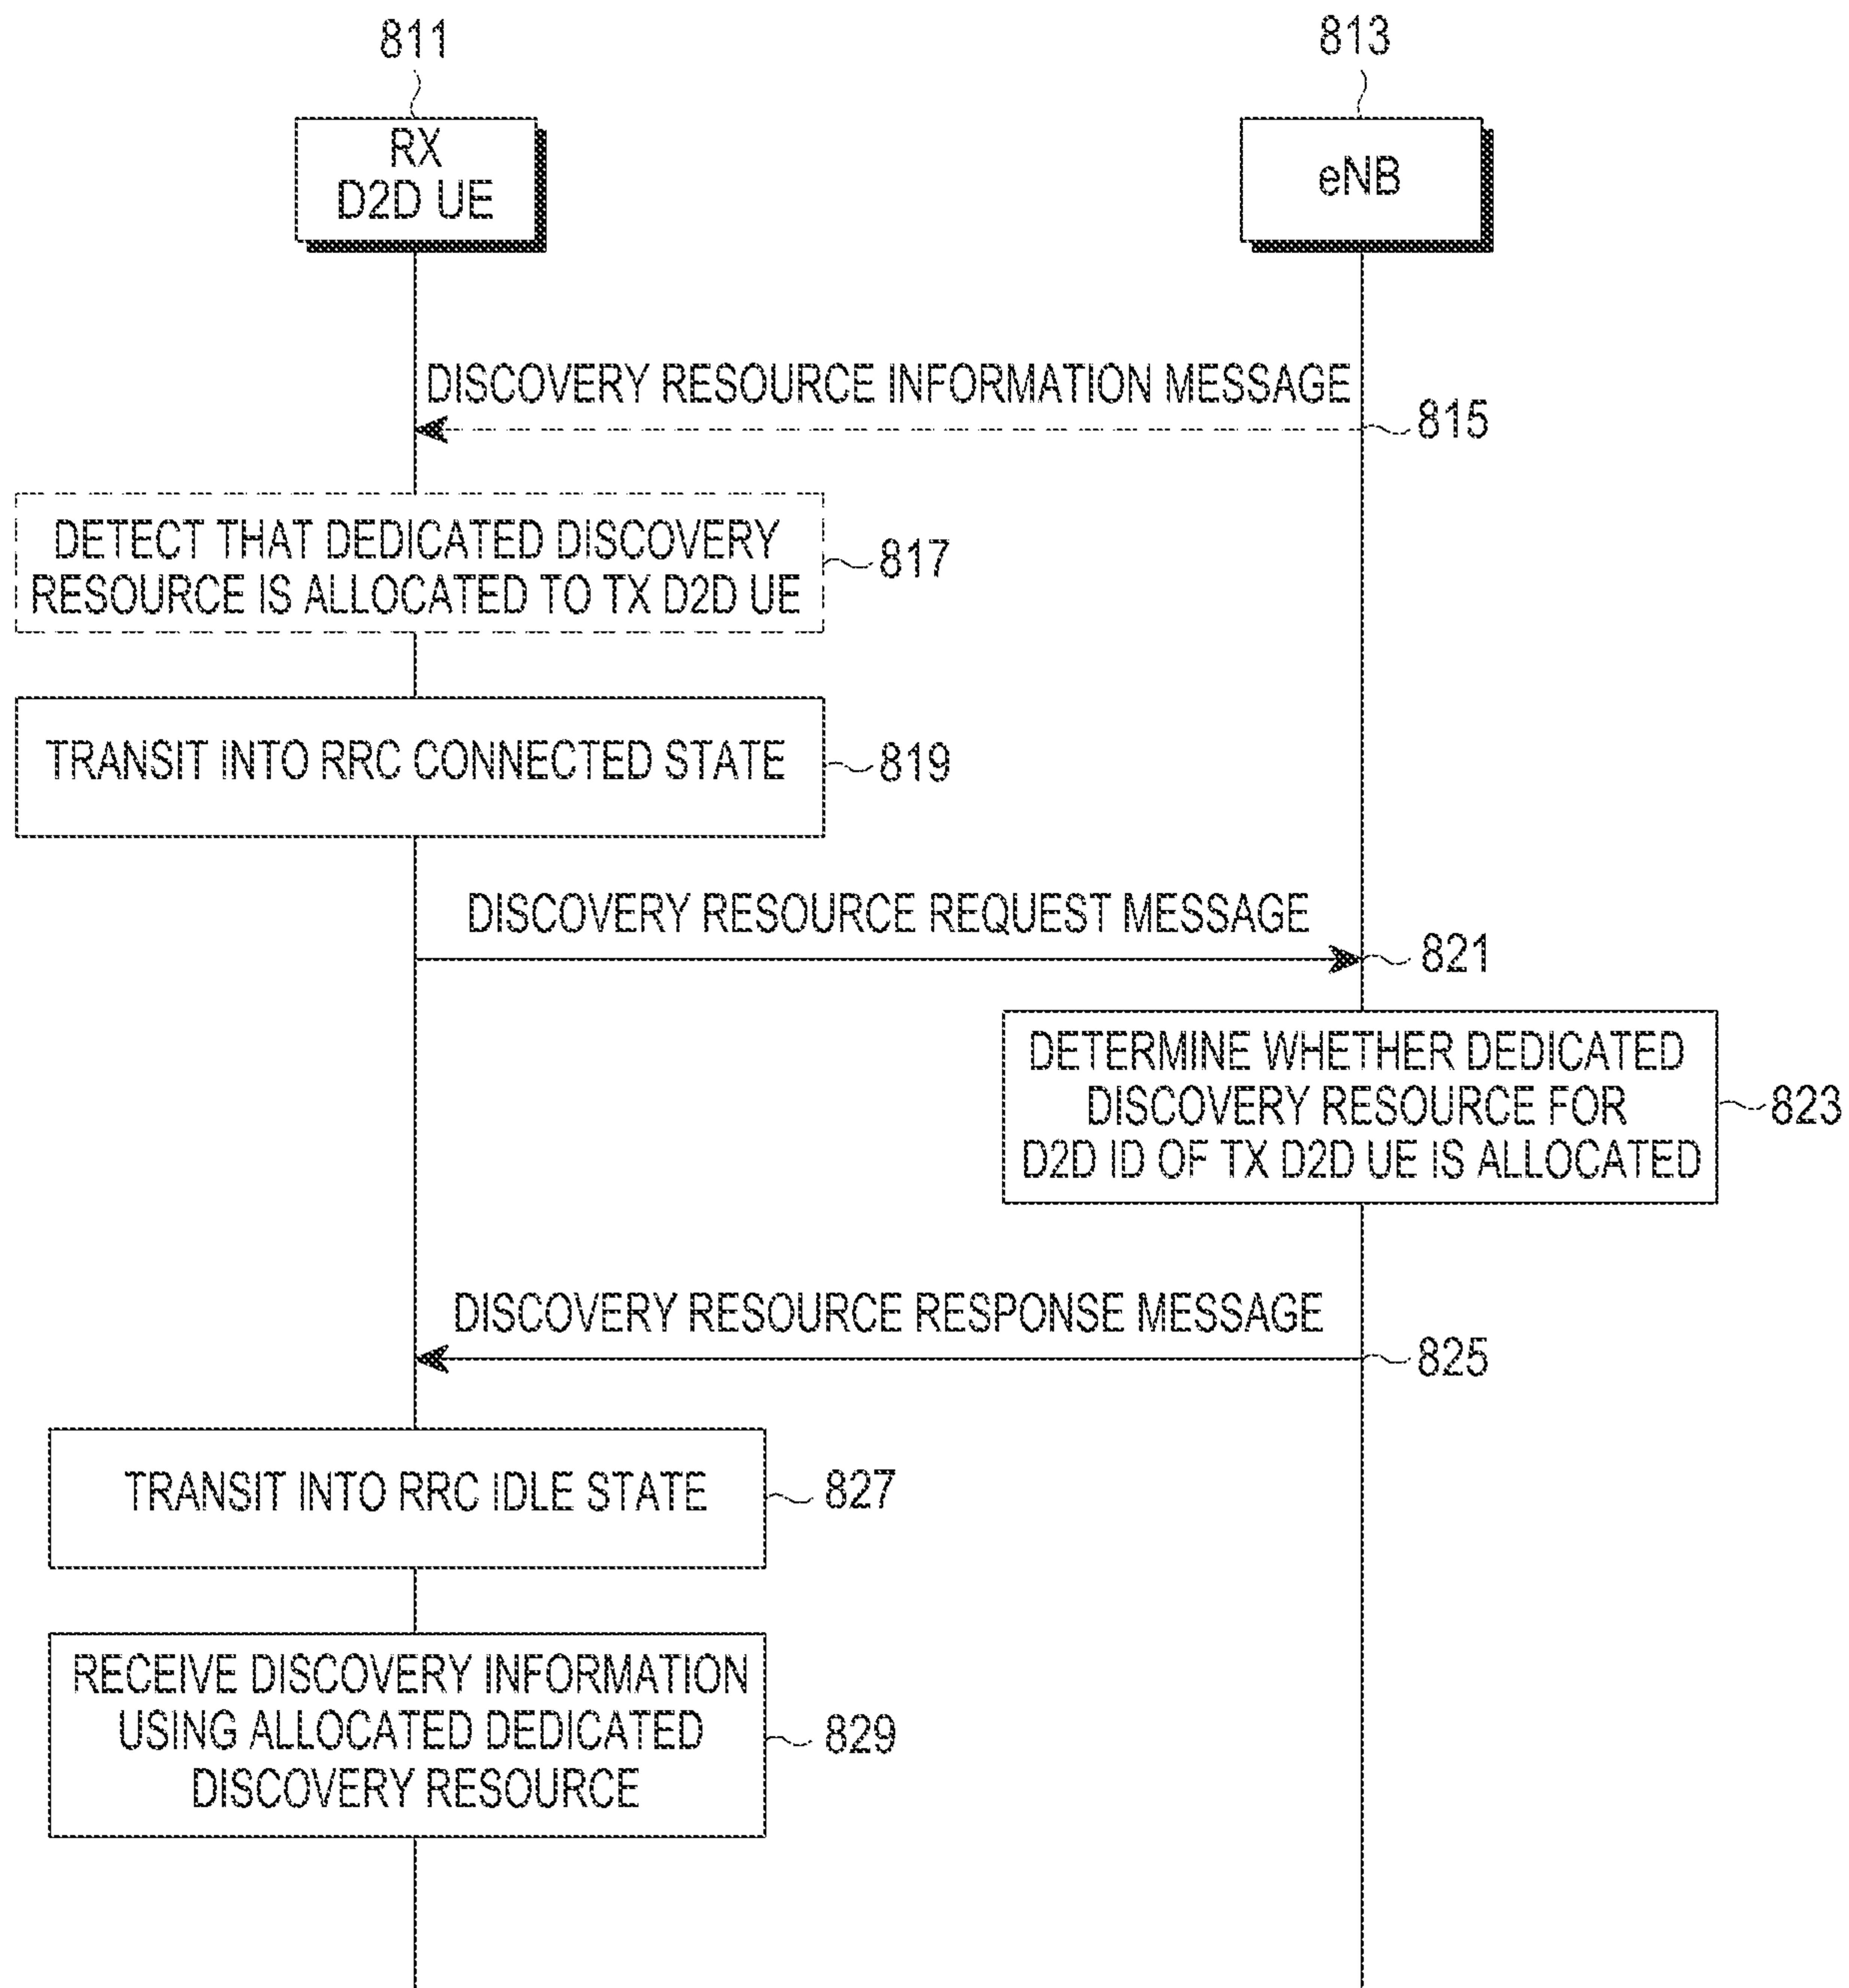 811
813
RX
D2D UE
eNB
DISCOVERY RESOURCE INFORMATION MESSAGE
815
DETECT THAT DEDICATED DISCOVERY
RESOURCE IS ALLOCATED TO TX D2D UE
817
TRANSIT INTO RRC CONNECTED STATE
819
DISCOVERY RESOURCE REQUEST MESSAGE
821
DETERMINE WHETHER DEDICATED
DISCOVERY RESOURCE FOR
D2D ID OF TX D2D UE IS ALLOCATED
823
DISCOVERY RESOURCE RESPONSE MESSAGE
825
TRANSIT INTO RRC IDLE STATE
827
RECEIVE DISCOVERY INFORMATION
USING ALLOCATED DEDICATED
DISCOVERY RESOURCE
829